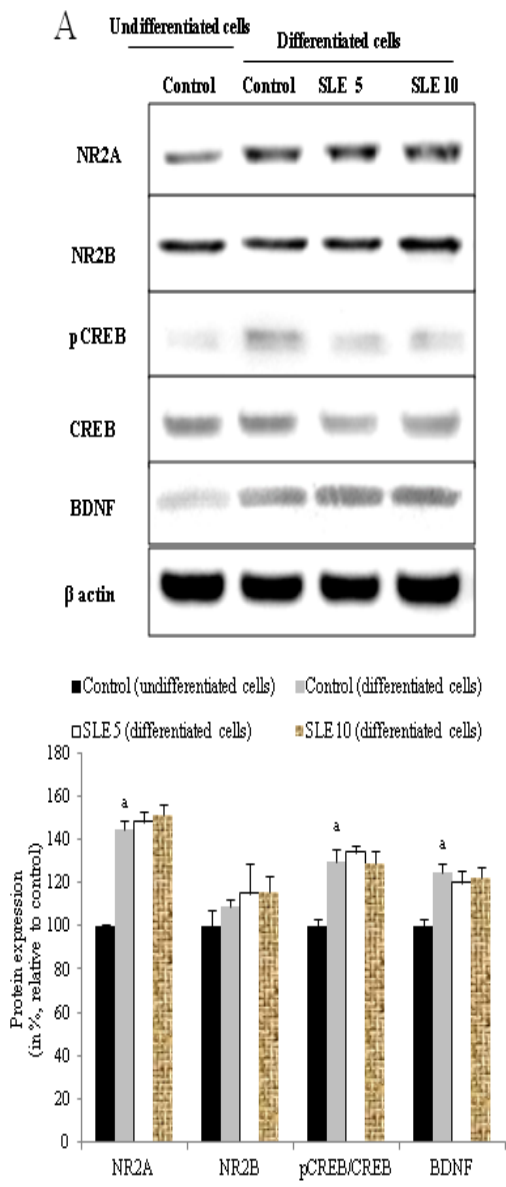 A
Undifferentiated cells Differentiated cells
Control Control SLE 5 SLE 10
NR2A
NR2B
pCREB
CREB
BDNF
β actin
Control (undifferentiated cells) Control (differentiated cells)
SLE 5 (differentiated cells) SLE 10 (differentiated cells)
Protein expression
(in %, relative to control)
180
160
140
120
100
80
60
40
20
0
a a a
NR2A NR2B pCREB/CREB BDNF